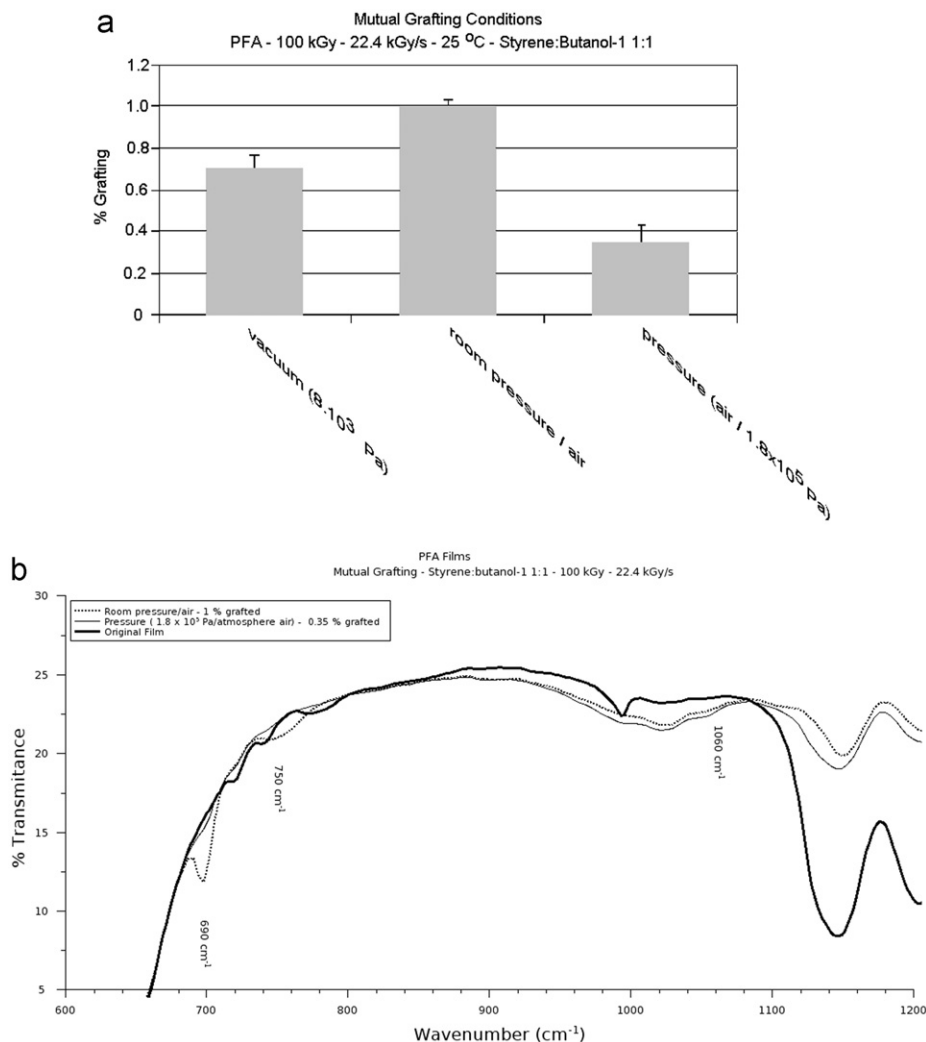 a
Mutual Grafting Conditions
PFA - 100 kGy - 22.4 kGy/s - 25 ⁰C - Styrene:Butanol-1 1:1
% Grafting
1.2
1.0
0.8
0.6
0.4
0.2
0
vacuum (8.103 pa)
room pressure / air
pressure (air / 1.8x105 pa)
b
PFA Films
Mutual Grafting - Styrene:butanol-1 1:1 - 100 kGy - 22.4 kGy/s
% Transmitance
30
25
20
15
10
5
Room pressure/air - 1 % grafted
Pressure ( 1.8 x 10⁵ Pa/atmosphere air) - 0.35 % grafted
Original Film
690 cm⁻¹
750 cm⁻¹
1060 cm⁻¹
600 700 800 900 1000 1100 1200
Wavenumber (cm⁻¹)